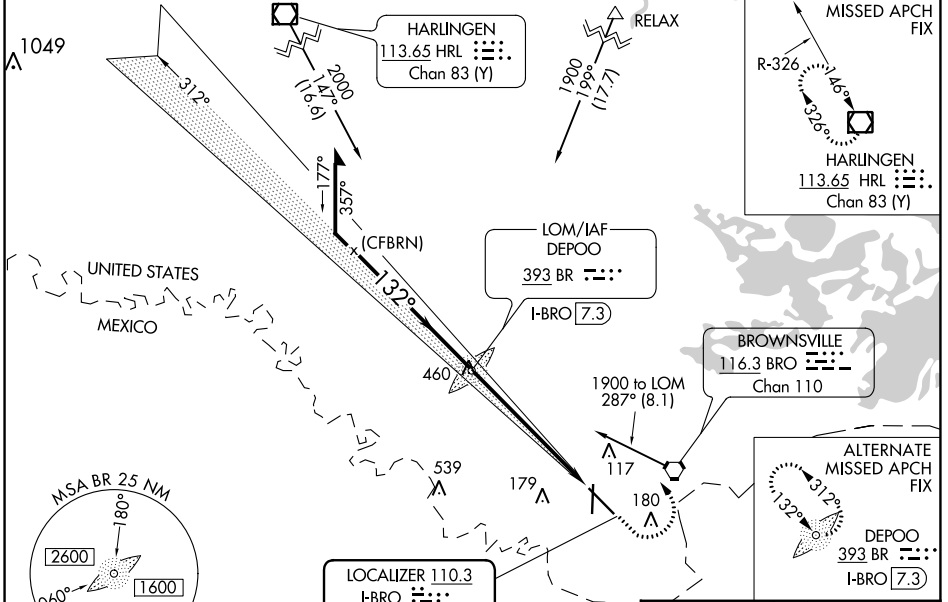 1049
HARLINGEN
113.65 HRL
Chan 83 (Y)
2000
147°
(16.6)
RELAX
1900
199°
(17.7)
MISSED APCH
FIX
R-326
146°
326°
HARLINGEN
113.65 HRL
Chan 83 (Y)
312°
177°
357°
(CFBRN)
132°
LOM/IAF
DEPOO
393 BR
I-BRO 7.3
UNITED STATES
MEXICO
460
1900 to LOM
287° (8.1)
BROWNSVILLE
116.3 BRO
Chan 110
117
539
179
180
ALTERNATE
MISSED APCH
FIX
312°
132°
DEPOO
393 BR
I-BRO 7.3
MSA BR 25 NM
180°
2600
1600
060°
LOCALIZER 110.3
I-BRO